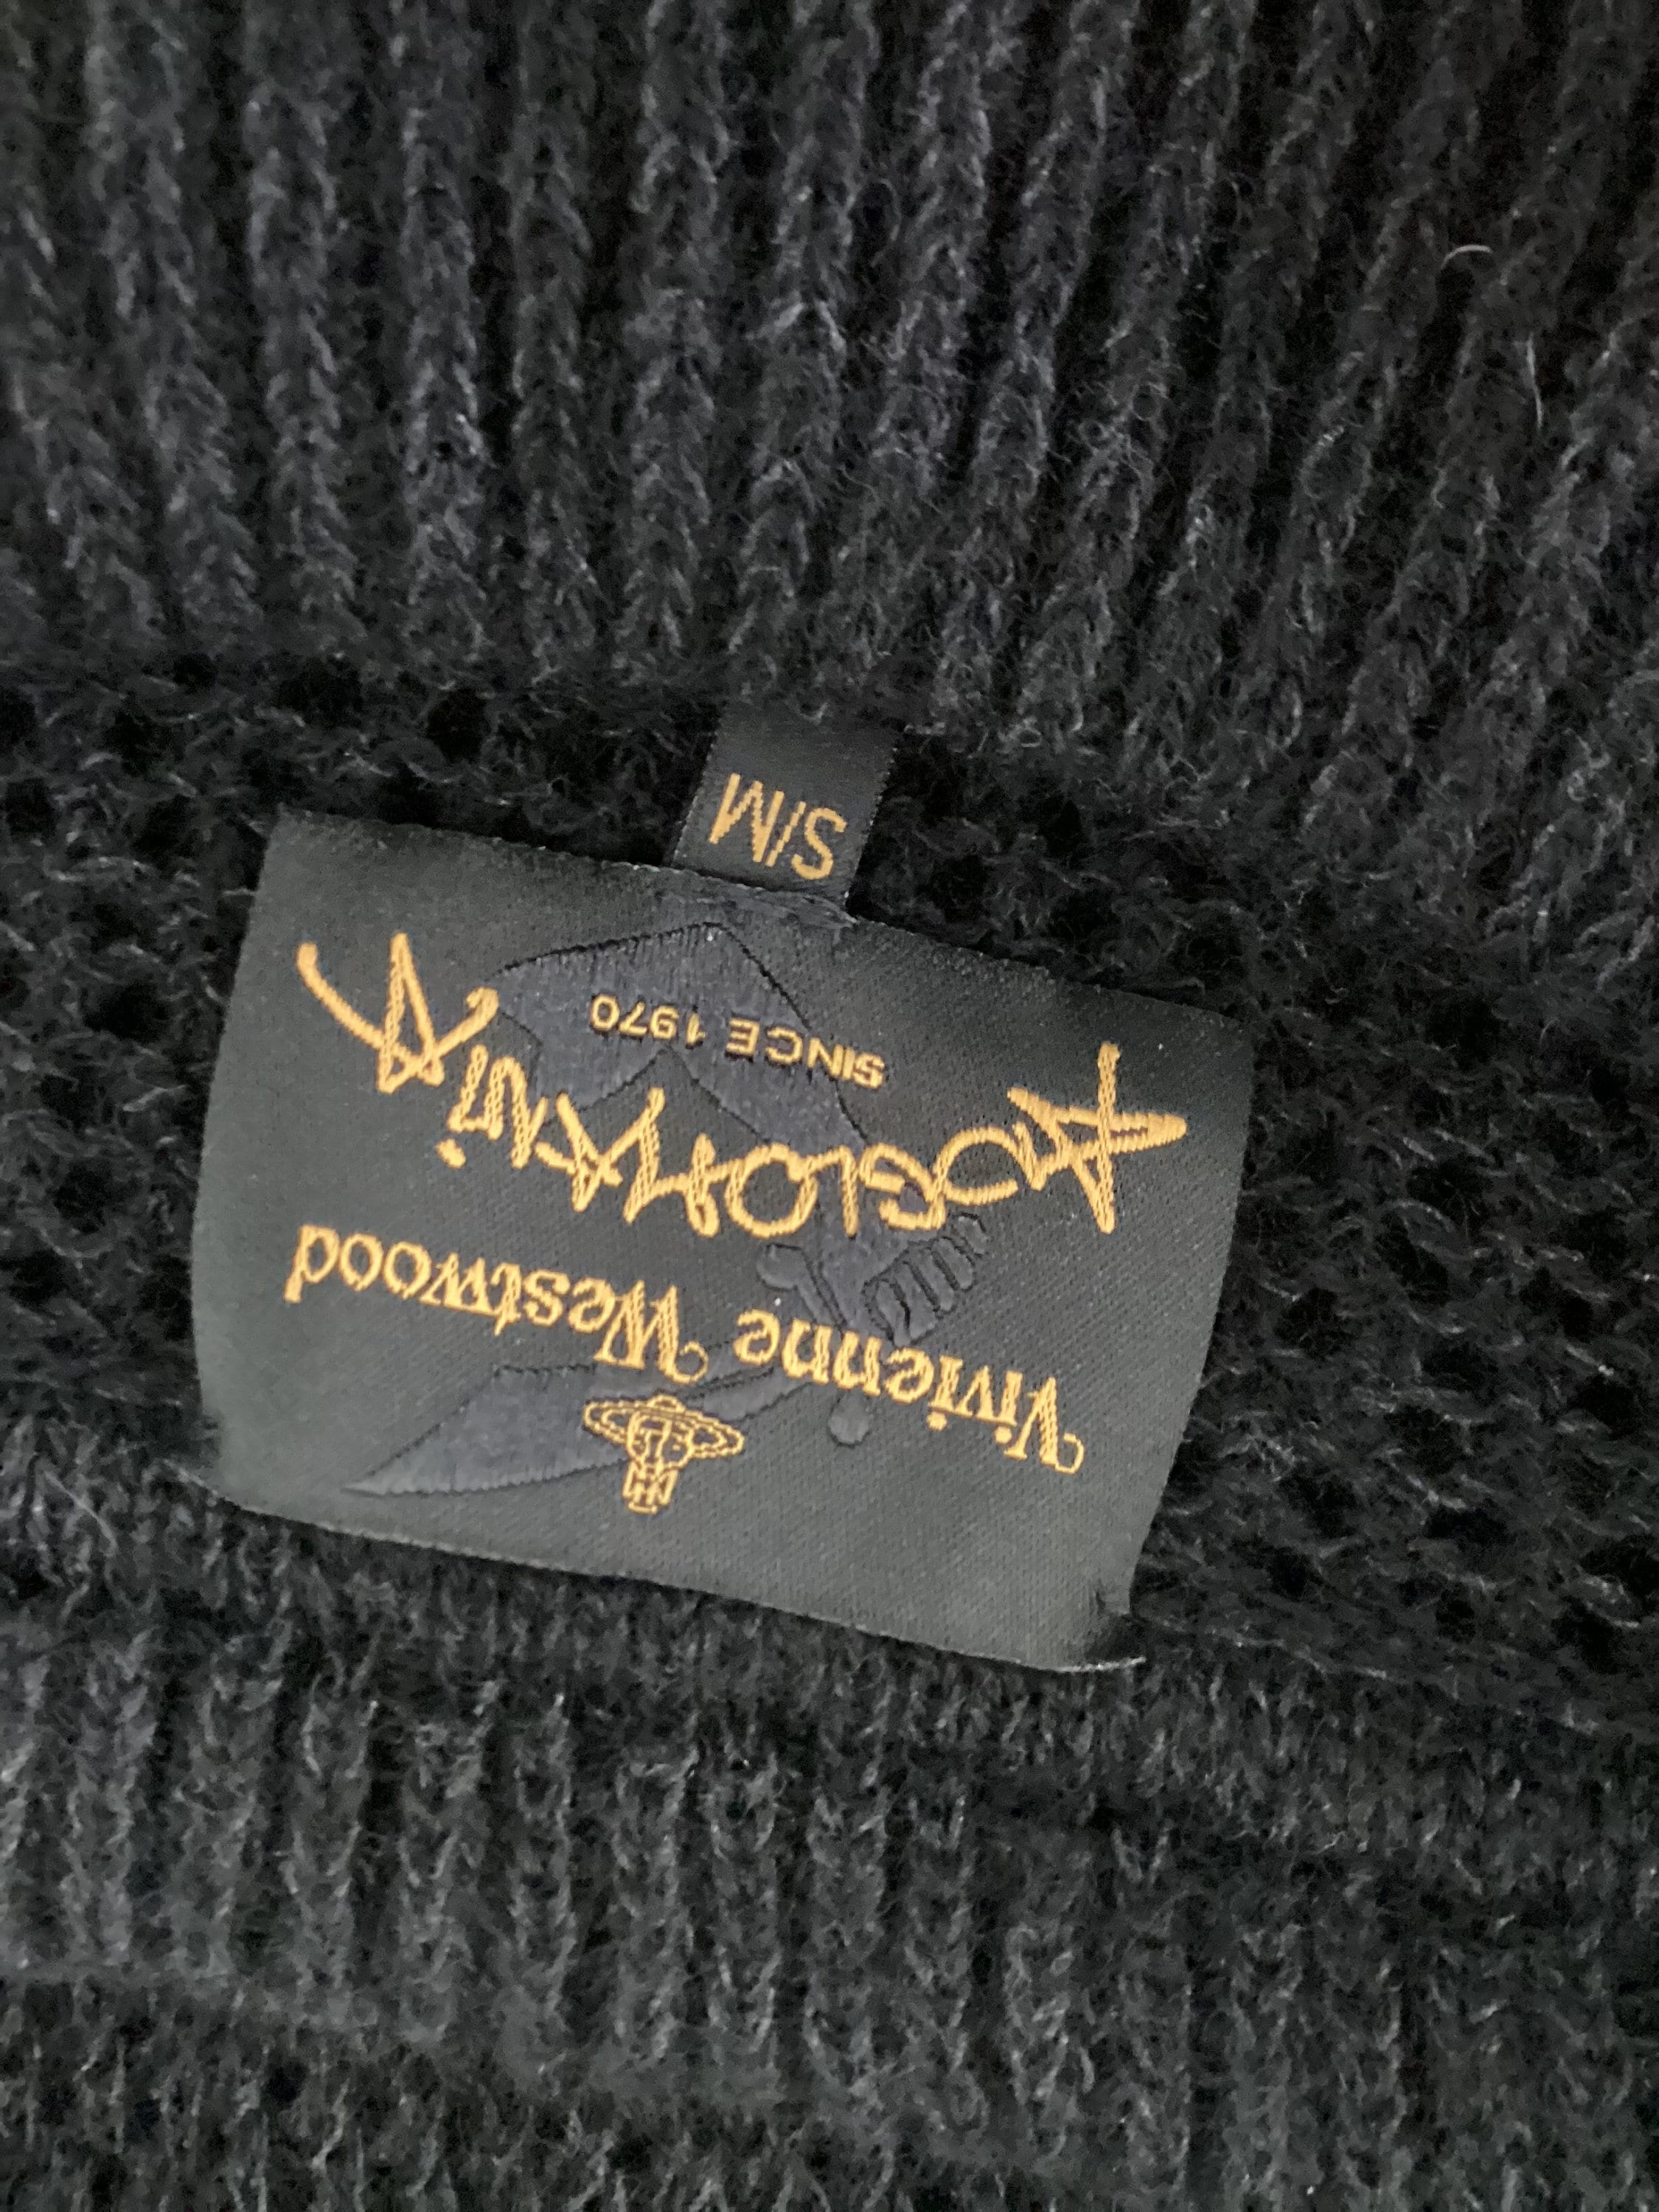 Vivienne Westwood
ANGLOMANIA
SINCE 1970
S/M